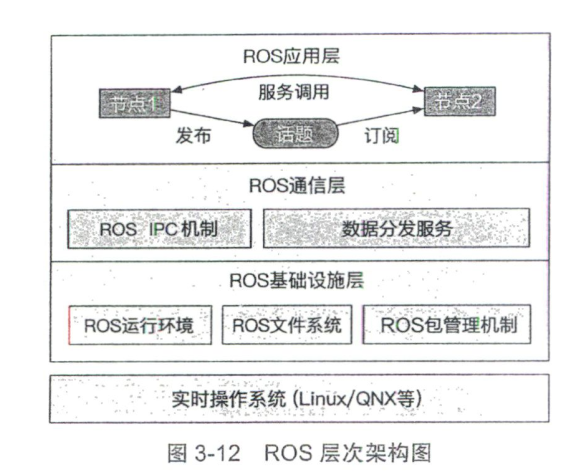 ROS应用层
服务调用
节点1
节点2
发布
话题
订阅
ROS通信层
ROS IPC机制
数据分发服务
ROS基础设施层
ROS运行环境
ROS文件系统
ROS包管理机制
实时操作系统 (Linux/QNX等)
图 3-12 ROS 层次架构图